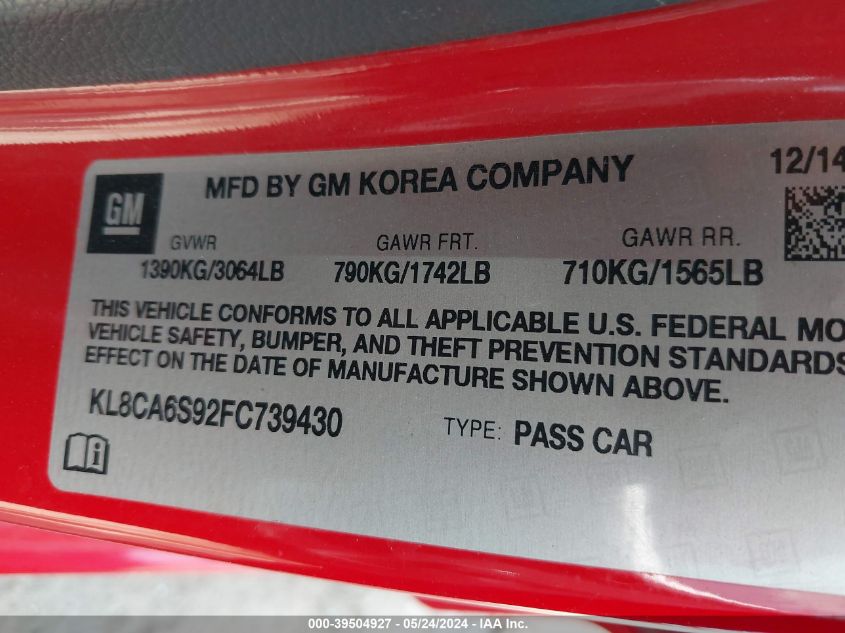 GM
MFD BY GM KOREA COMPANY
12/14
GVWR GAWR FRT. GAWR RR.
1390KG/3064LB 790KG/1742LB 710KG/1565LB
THIS VEHICLE CONFORMS TO ALL APPLICABLE U.S. FEDERAL MO
VEHICLE SAFETY, BUMPER, AND THEFT PREVENTION STANDARDS
EFFECT ON THE DATE OF MANUFACTURE SHOWN ABOVE.
KL8CA6S92FC739430 TYPE: PASS CAR
000-39504927 - 05/24/2024 - IAAI.com